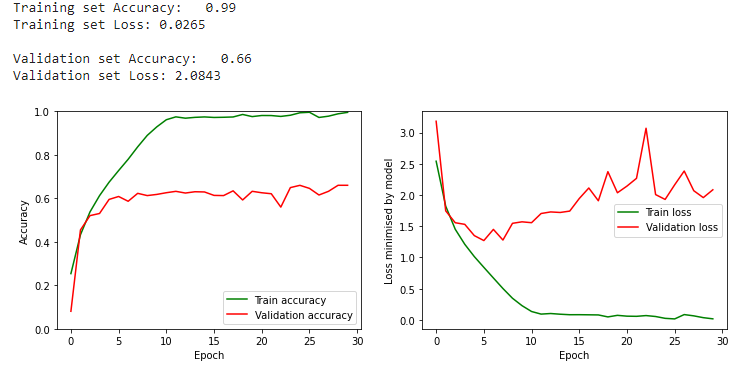 Training set Accuracy:   0.99
Training set Loss: 0.0265
Validation set Accuracy:   0.66
Validation set Loss: 2.0843
1.0
0.8
0.6
0.4
0.2
0.0
Accuracy
0 5 10 15 20 25 30
Epoch
Train accuracy
Validation accuracy
3.0
2.5
2.0
1.5
1.0
0.5
0.0
Loss minimised by model
0 5 10 15 20 25 30
Epoch
Train loss
Validation loss